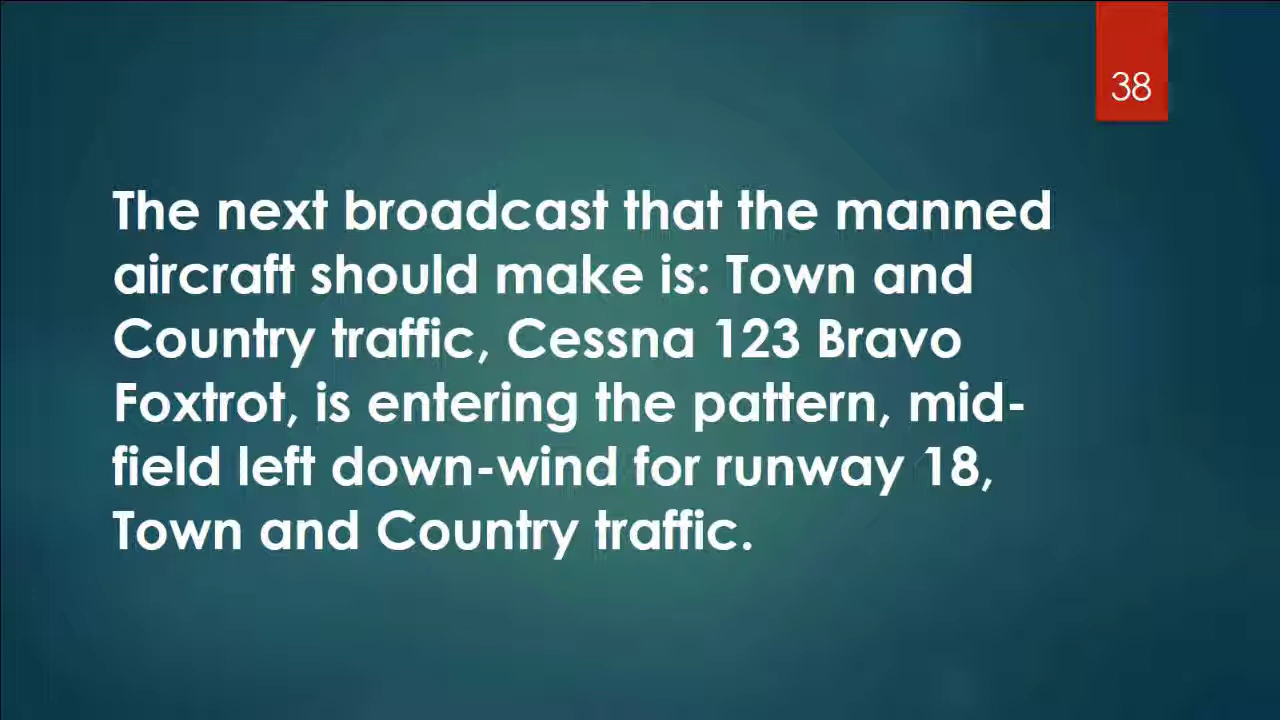 38
The next broadcast that the manned
aircraft should make is: Town and
Country traffic, Cessna 123 Bravo
Foxtrot, is entering the pattern, mid-
field left down-wind for runway 18,
Town and Country traffic.